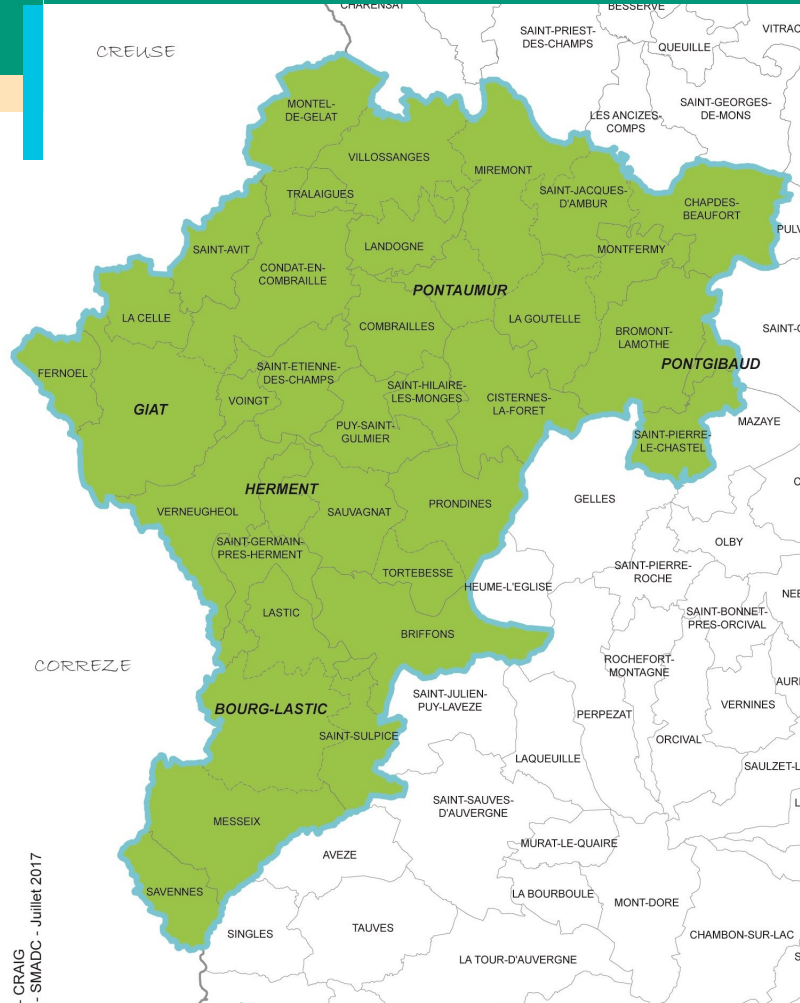 CHARENSAT
BESSERVE
CREUSE
SAINT-PRIEST-
DES-CHAMPS
QUEUILLE
VITRAC
MONTEL-
DE-GELAT
LES ANCIZES-
COMPS
SAINT-GEORGES-
DE-MONS
VILLOSSANGES
MIREMONT
TRALAIGUES
SAINT-JACQUES-
D'AMBUR
CHAPDES-
BEAUFORT
PULV
SAINT-AVIT
LANDOGNE
MONTFERMY
CONDAT-EN-
COMBRAILLE
PONTAUMUR
LA CELLE
COMBRAILLES
LA GOUTELLE
BROMONT-
LAMOTHE
SAINT-O
PONTGIBAUD
FERNOEL
SAINT-ETIENNE-
DES-CHAMPS
GIAT
VOINGT
SAINT-HILAIRE-
LES-MONGES
CISTERNES-
LA-FORET
PUY-SAINT-
GULMIER
MAZAYE
SAINT-PIERRE-
LE-CHASTEL
HERMENT
GELLES
VERNEUGHEOL
SAUVAGNAT
PRONDINES
SAINT-GERMAIN-
PRES-HERMENT
OLBY
TORTEBESSE
HEUME-L'EGLISE
SAINT-PIERRE-
ROCHE
NEB
LASTIC
SAINT-BONNET-
PRES-ORCIVAL
BRIFFONS
CORREZE
ROCHEFORT-
MONTAGNE
AURI
SAINT-JULIEN-
PUY-LAVEZE
BOURG-LASTIC
PERPEZAT
VERNINES
SAINT-SULPICE
ORCIVAL
LAQUEUILLE
SAULZET-L
SAINT-SAUVES-
D'AUVERGNE
MESSEIX
MURAT-LE-QUAIRE
AVEZE
SAVENNES
LA BOURBOULE
MONT-DORE
SINGLES
TAUVES
CHAMBON-SUR-LAC
LA TOUR-D'AUVERGNE
- CRAIG
- SMADC - Juillet 2017